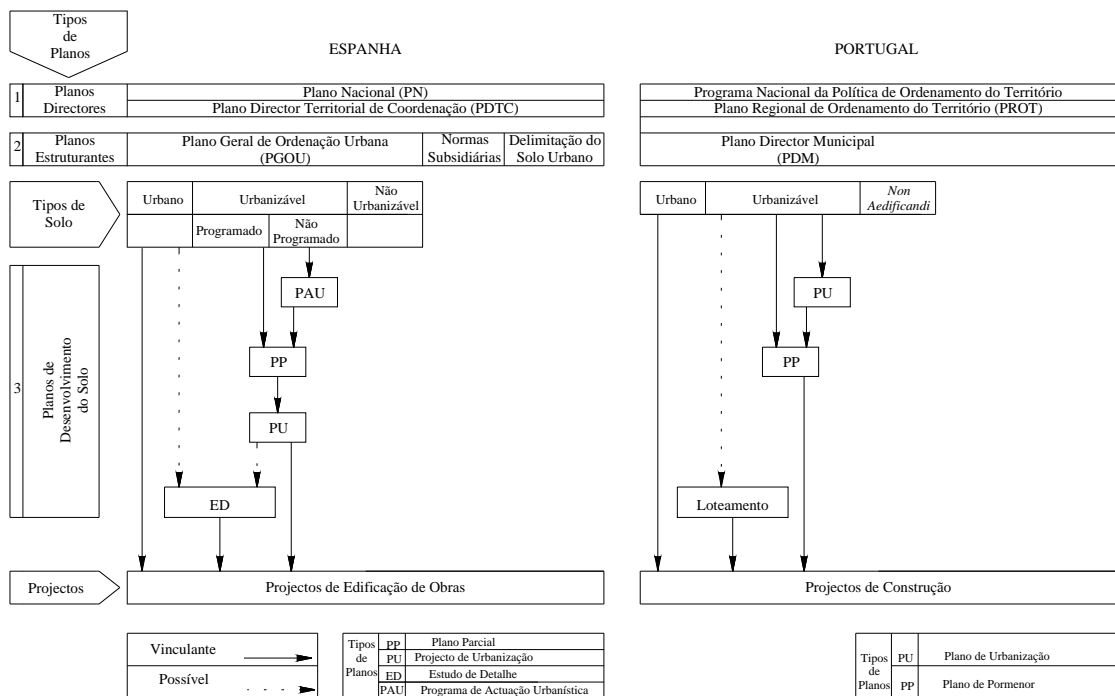 Tipos
de
Planos
ESPANHA
PORTUGAL
1
Planos
Directores
Plano Nacional (PN)
Plano Director Territorial de Coordenação (PDTC)
Programa Nacional da Política de Ordenamento do Território
Plano Regional de Ordenamento do Território (PROT)
2
Planos
Estruturantes
Plano Geral de Ordenação Urbana
(PGOU)
Normas
Subsidiárias
Delimitação do
Solo Urbano
Plano Director Municipal
(PDM)
Tipos de
Solo
Urbano
Urbanizável
Não
Urbanizável
Programado
Não
Programado
Urbano
Urbanizável
Non
Aedificandi
3
Planos de
Desenvolvimento
do Solo
PAU
PP
PU
ED
PU
PP
Loteamento
Projectos
Projectos de Edificação de Obras
Projectos de Construção
Vinculante
Possível
Tipos
de
Planos
PP Plano Parcial
PU Projecto de Urbanização
ED Estudo de Detalhe
PAU Programa de Actuação Urbanística
Tipos
de
Planos
PU Plano de Urbanização
PP Plano de Pormenor